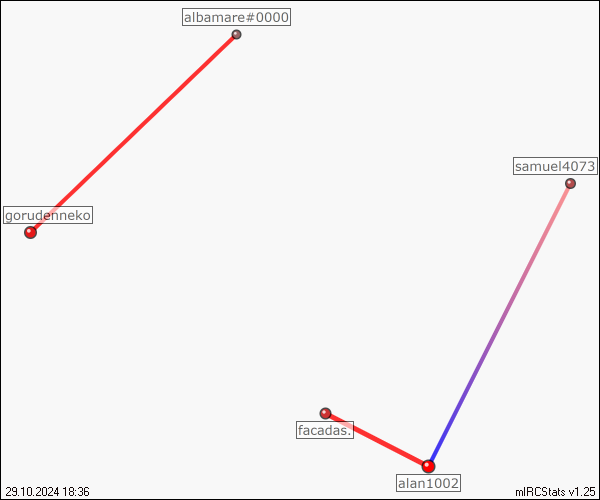 albamare#0000
samuel4073
gorudenneko
facadas.
alan1002
29.10.2024 18:36
mIRCStats v1.25